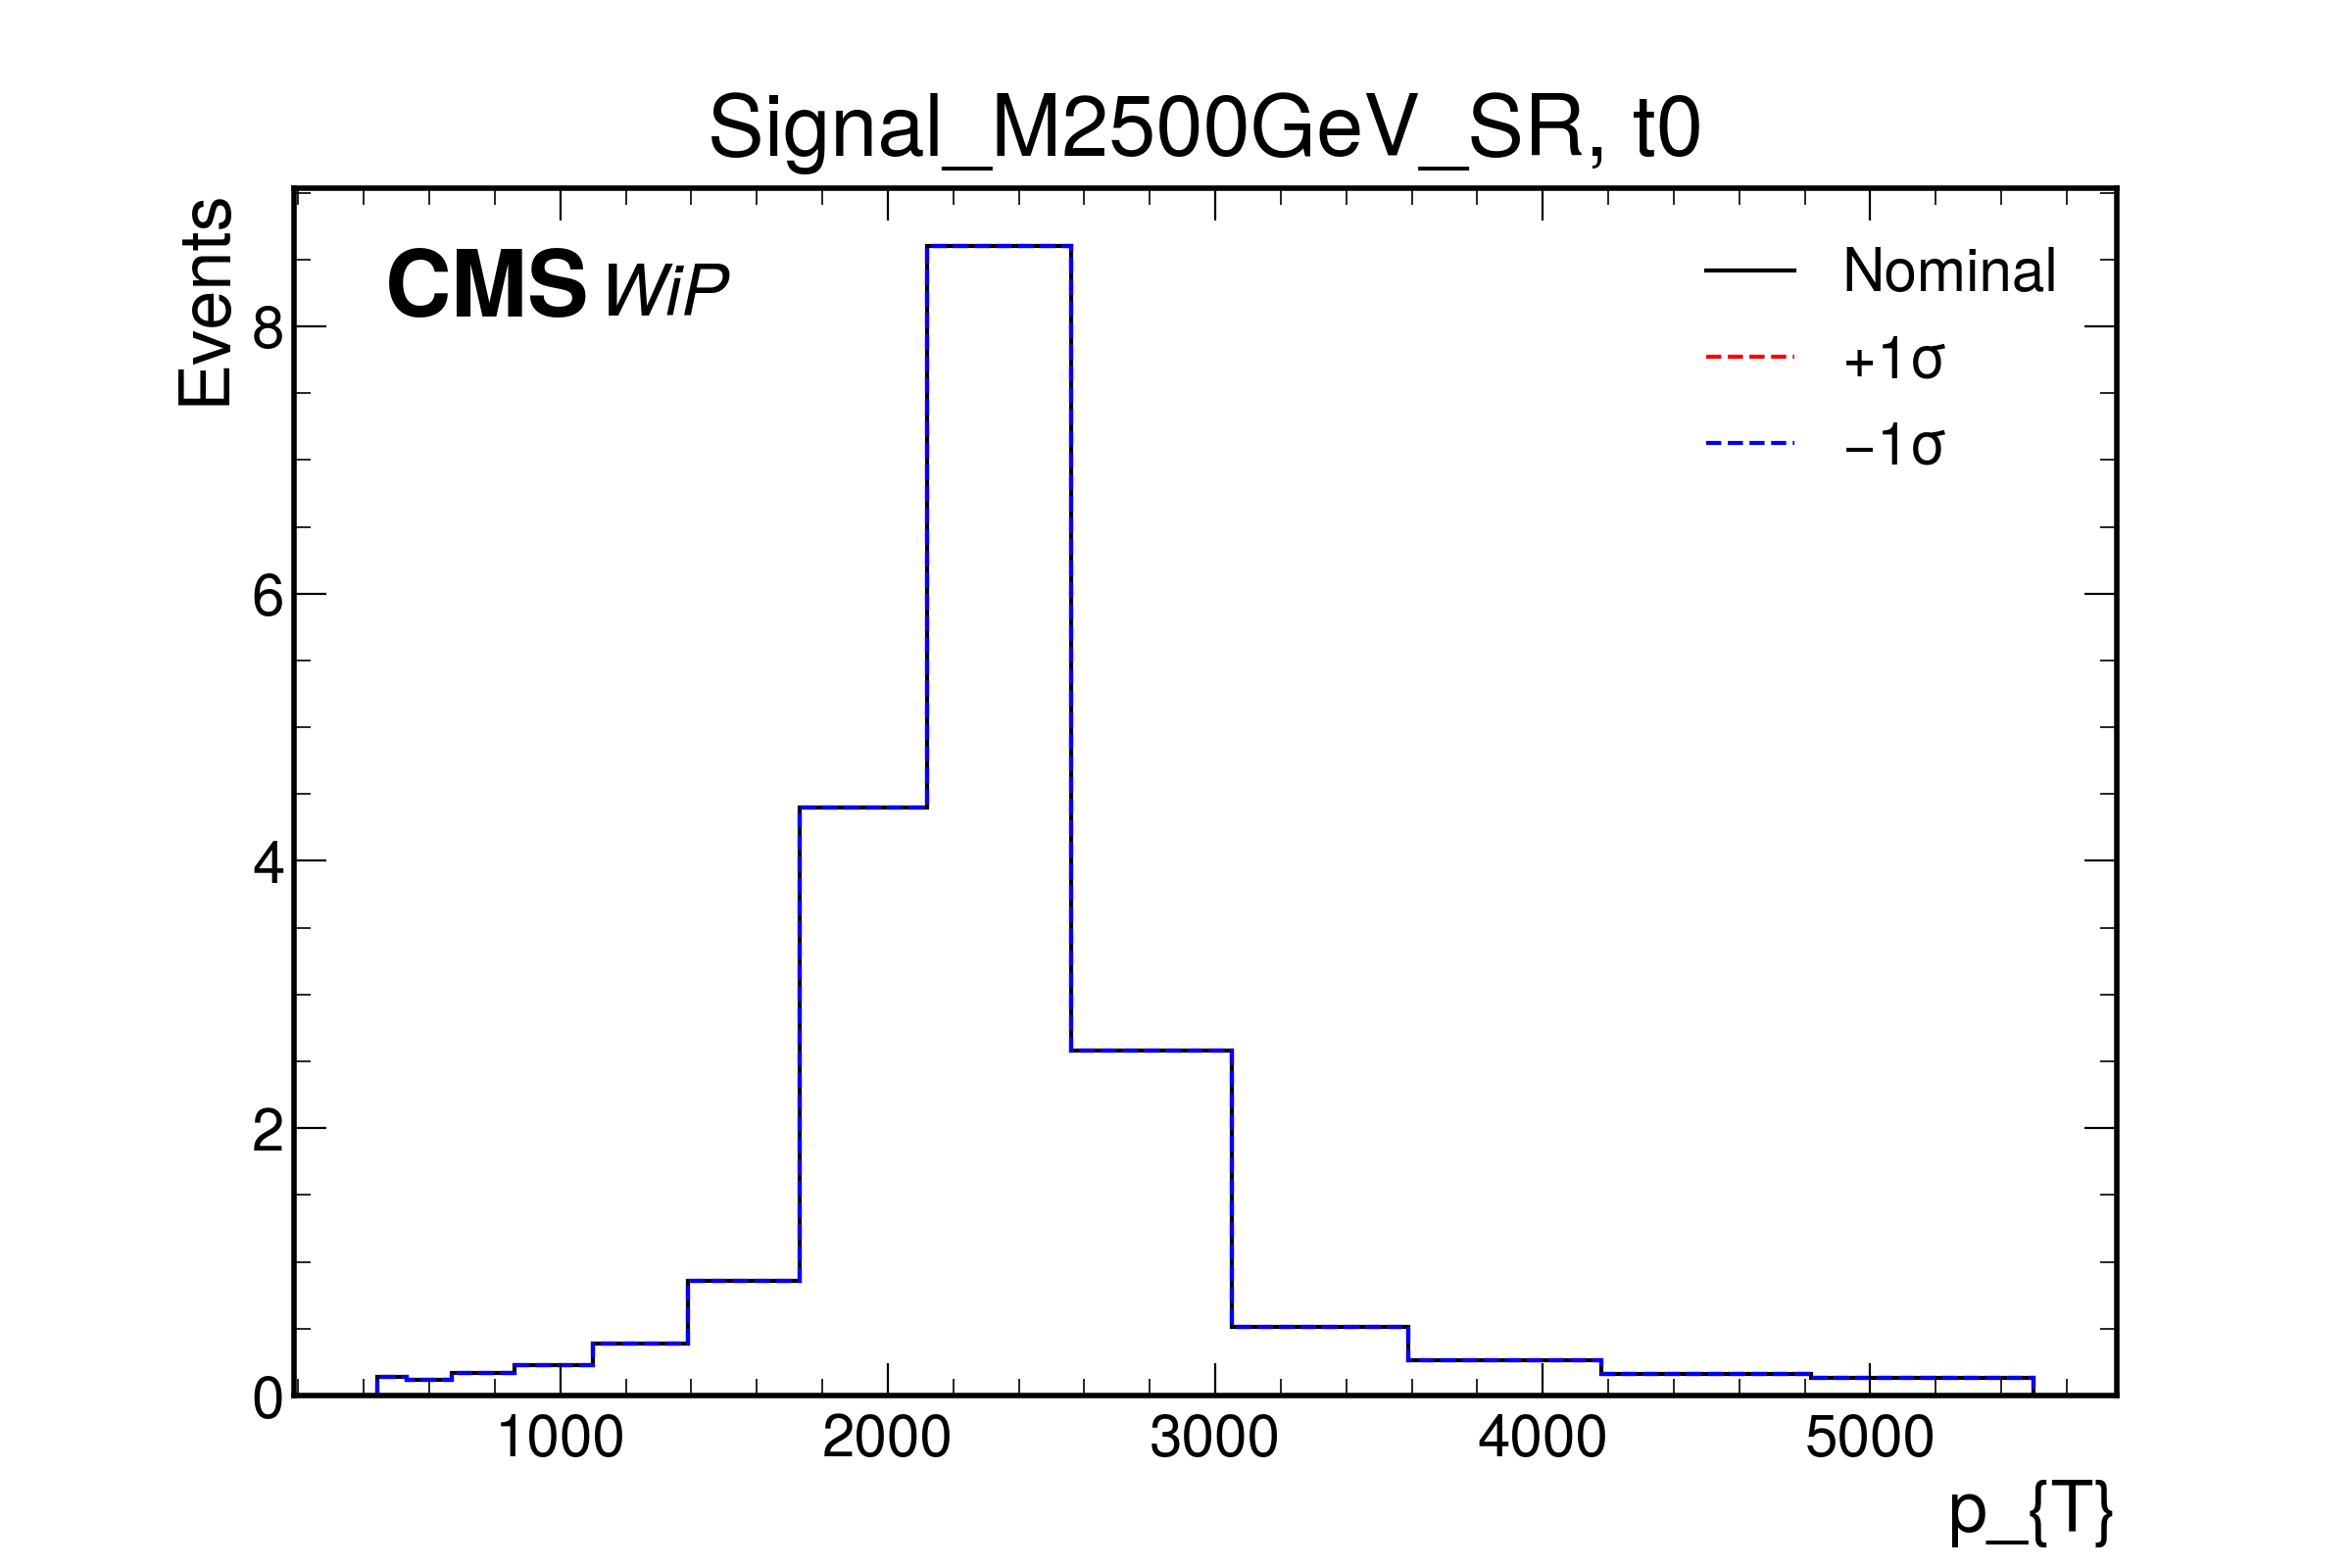 Signal_M2500GeV_SR, t0
Events
CMS WiP
Nominal
+1σ
−1σ
8
6
4
2
0
1000 2000 3000 4000 5000
p_{T}